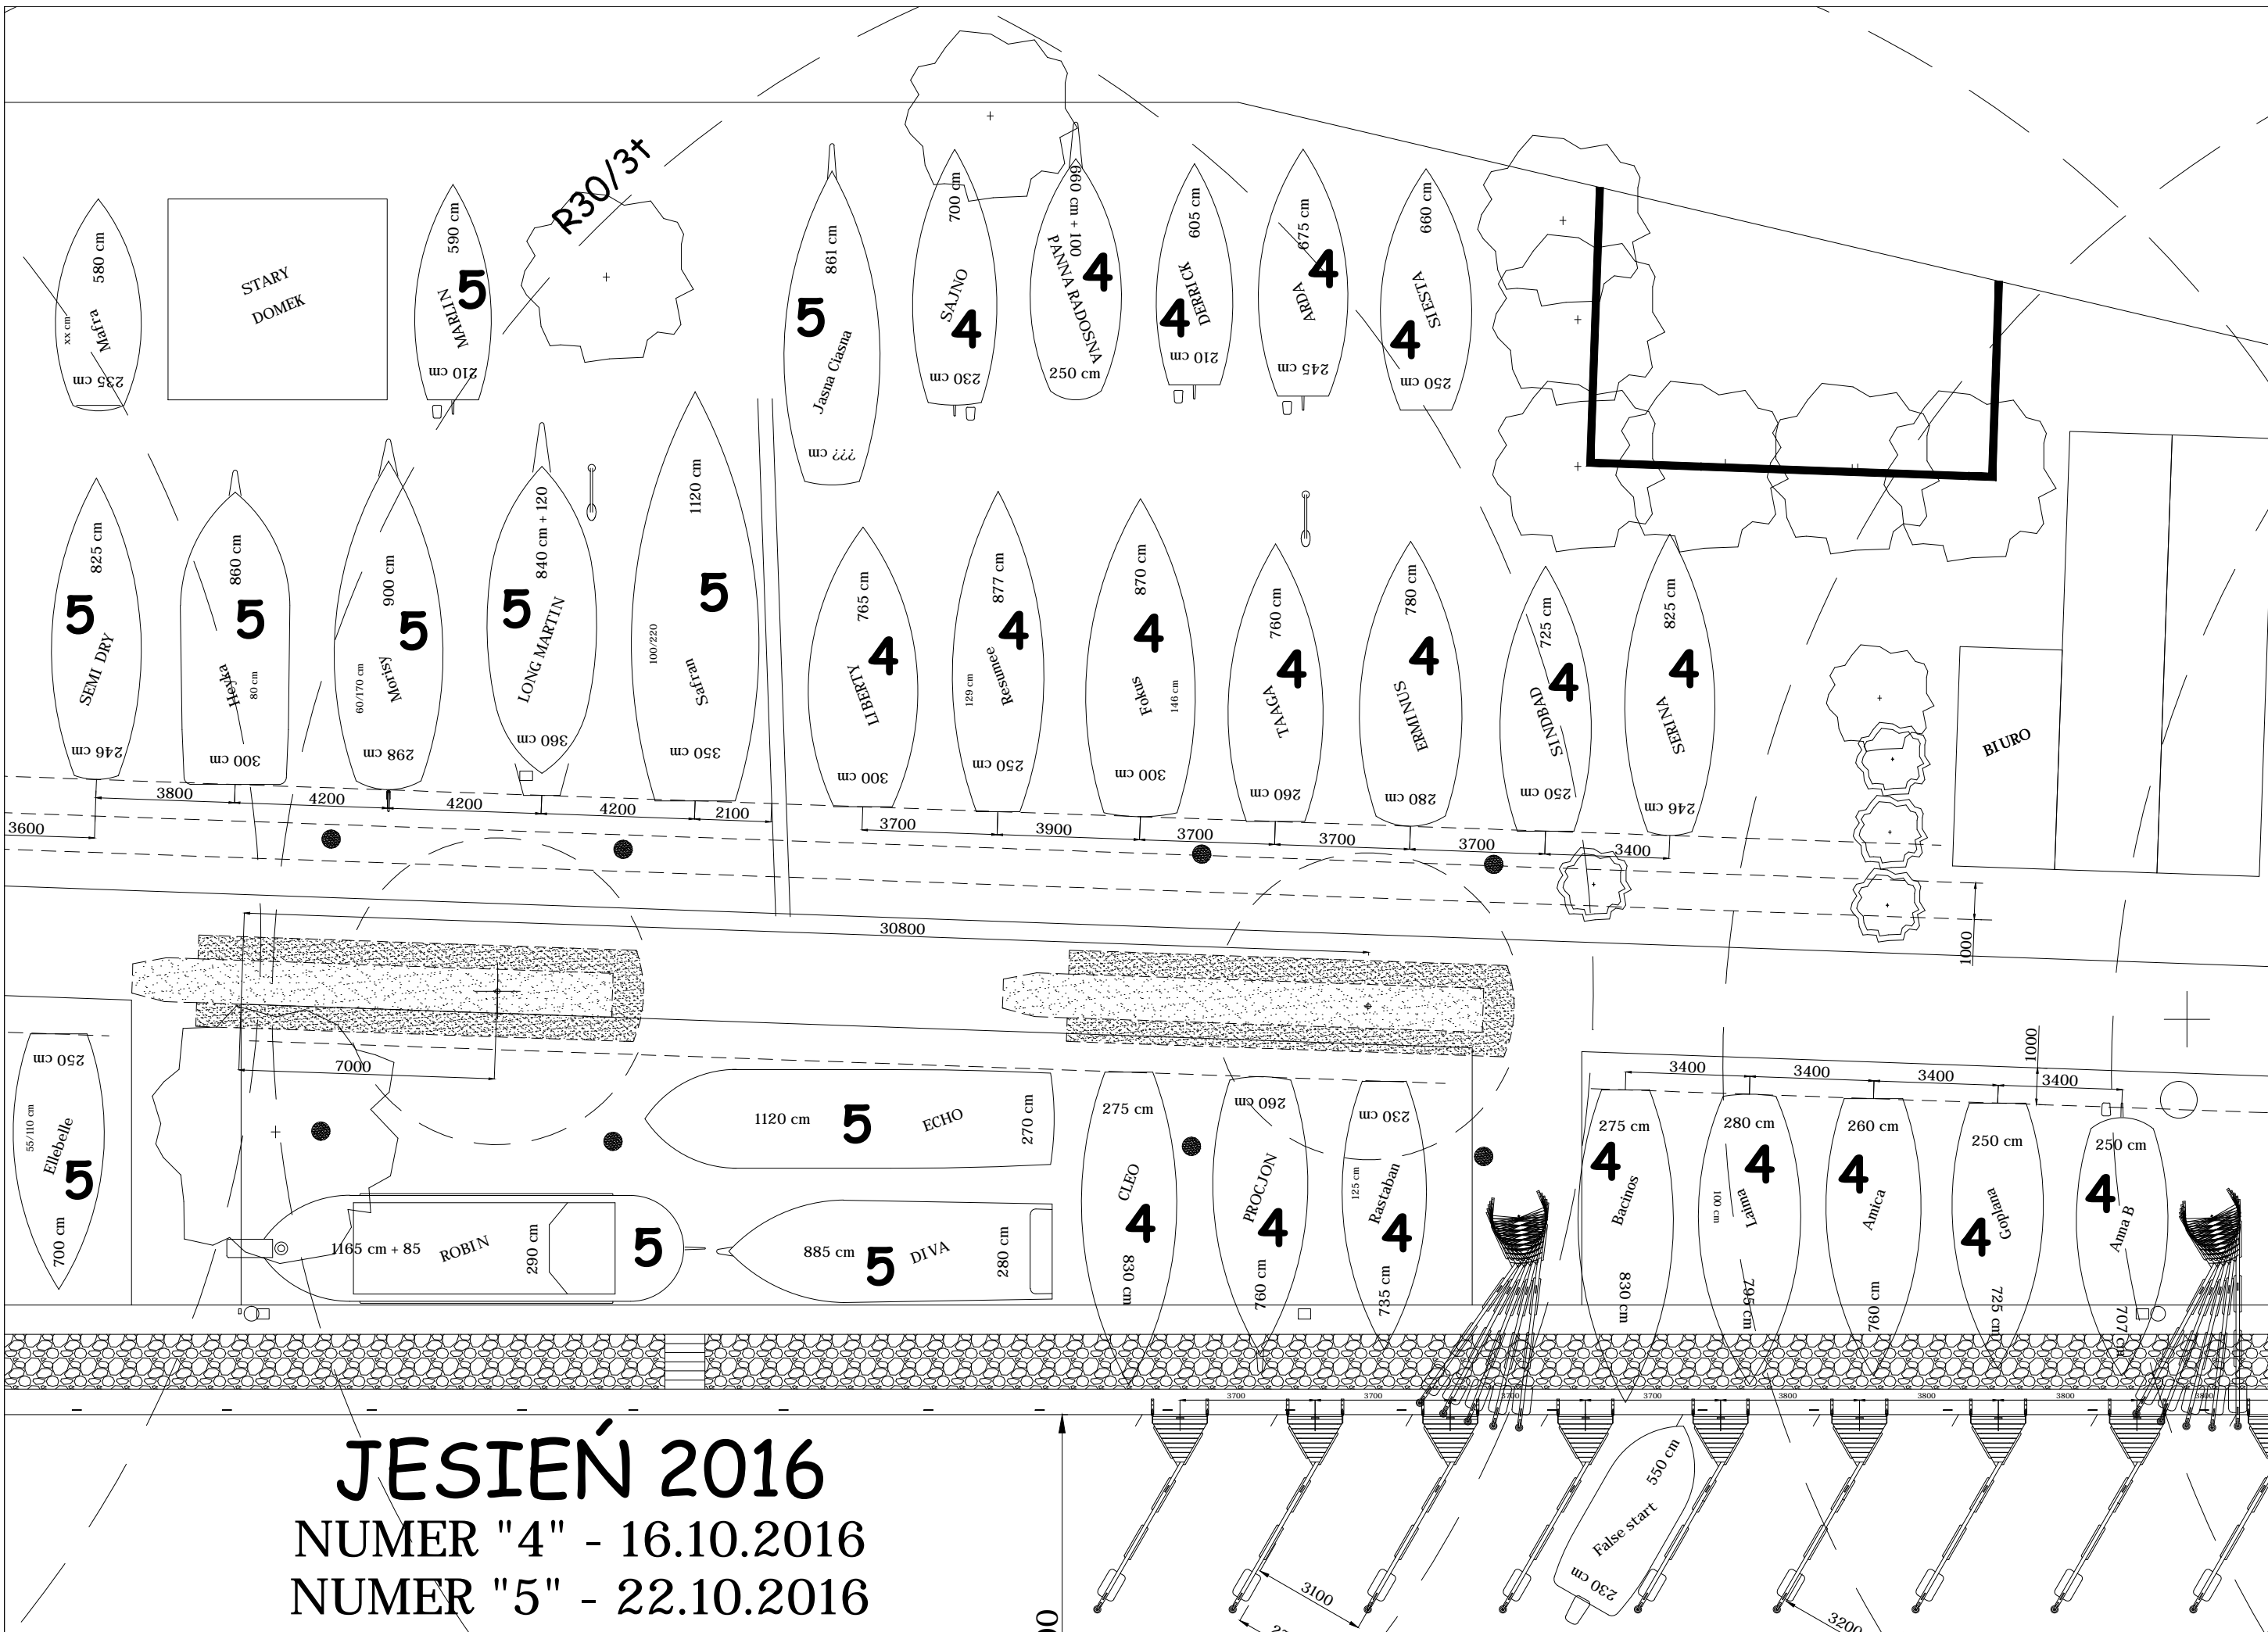 R30/3t
580 cm
Mafra
xx cm
235 cm
STARY
DOMEK
590 cm
MARLIN
5
210 cm
861 cm
5
Jasna Ciasna
??? cm
700 cm
SAJNO
4
230 cm
660 cm + 100
PANNA RADOSNA
4
250 cm
605 cm
DERRICK
4
210 cm
675 cm
ARDA
4
245 cm
660 cm
SIESTA
4
250 cm
825 cm
5
SEMI DRY
246 cm
860 cm
5
Heyka
80 cm
300 cm
900 cm
5
Morisy
60/170 cm
298 cm
840 cm + 120
5
LONG MARTIN
360 cm
1120 cm
5
100/220
Safran
350 cm
765 cm
LIBERTY
4
300 cm
877 cm
4
Resumee
129 cm
250 cm
870 cm
4
Fokus
146 cm
300 cm
760 cm
4
TAAGA
260 cm
780 cm
4
ERMINUS
280 cm
725 cm
4
SINDBAD
250 cm
825 cm
4
SERINA
246 cm
BIURO
3600
3800
4200
4200
4200
2100
3700
3900
3700
3700
3700
3400
30800
1000
7000
250 cm
55/110 cm
Ellebelle
5
700 cm
1120 cm
5
ECHO
270 cm
1165 cm + 85
ROBIN
290 cm
5
885 cm
5
DIVA
280 cm
275 cm
CLEO
4
830 cm
260 cm
PROCJON
4
760 cm
230 cm
125 cm
Rastaban
4
735 cm
1000
3400
3400
3400
3400
275 cm
4
Bacinos
830 cm
280 cm
4
100 cm
Laina
795 cm
260 cm
4
Amica
760 cm
250 cm
Goplana
4
725 cm
250 cm
4
Anna B
707 cm
3700
3700
3700
3700
3800
3800
3800
3800
JESIEŃ 2016
NUMER "4" - 16.10.2016
NUMER "5" - 22.10.2016
550 cm
False start
230 cm
3100
3200